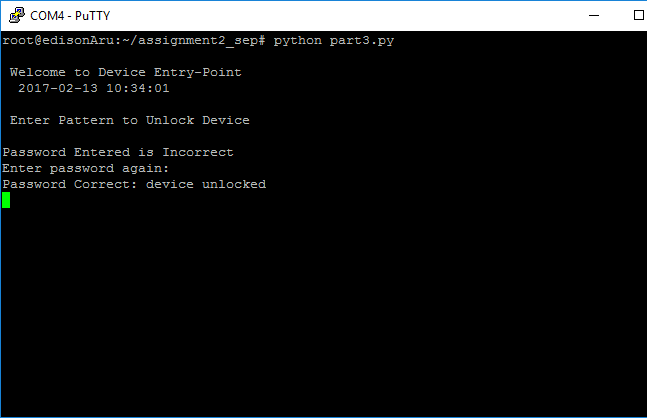 COM4 - PuTTY
root@edisonAru:~/assignment2_sep# python part3.py
Welcome to Device Entry-Point
2017-02-13 10:34:01
Enter Pattern to Unlock Device
Password Entered is Incorrect
Enter password again:
Password Correct: device unlocked